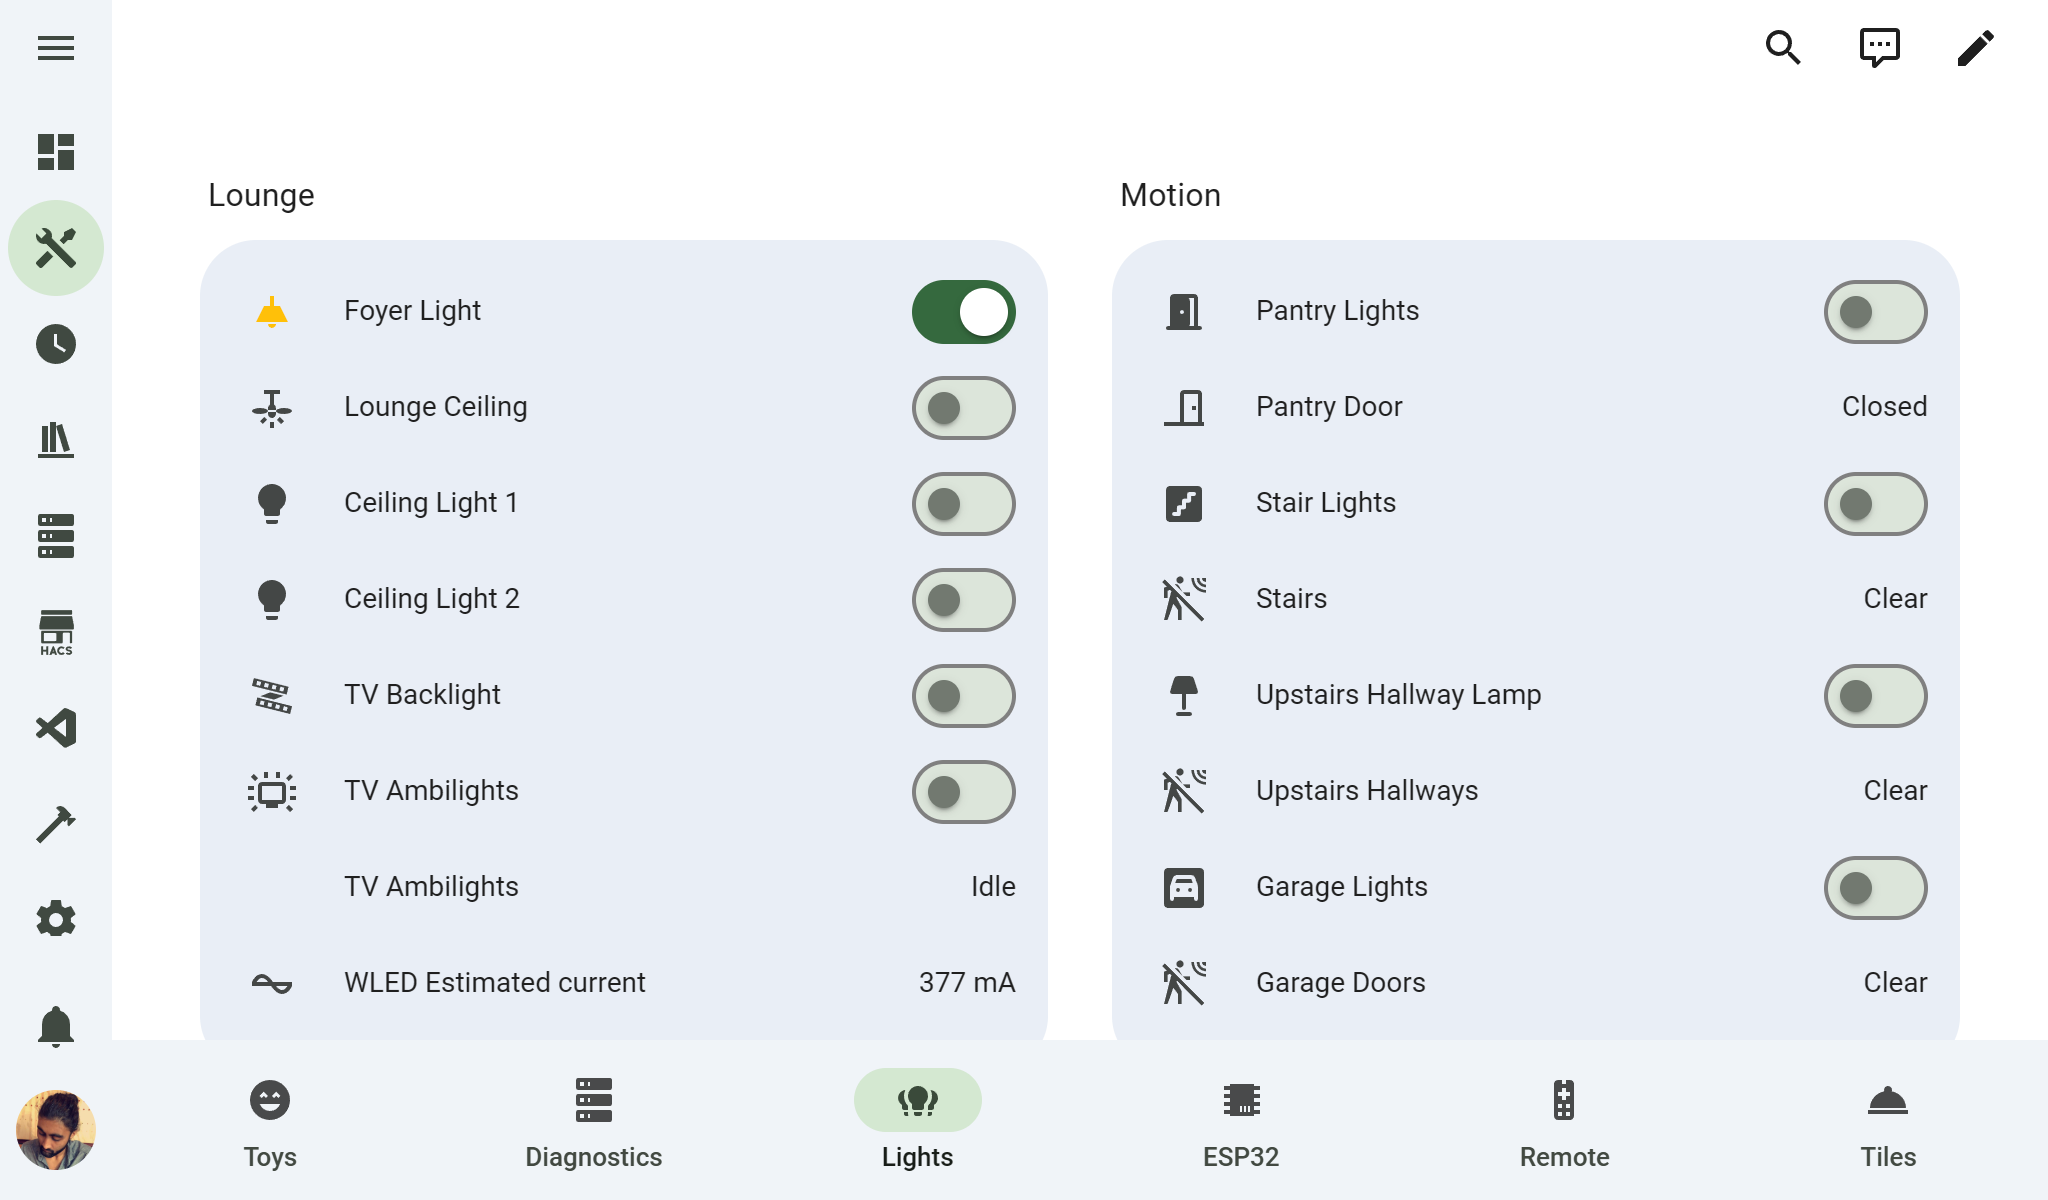 HACS
Lounge
Foyer Light
Lounge Ceiling
Ceiling Light 1
Ceiling Light 2
TV Backlight
TV Ambilights
TV Ambilights Idle
WLED Estimated current 377 mA
Motion
Pantry Lights
Pantry Door Closed
Stair Lights
Stairs Clear
Upstairs Hallway Lamp
Upstairs Hallways Clear
Garage Lights
Garage Doors Clear
Toys
Diagnostics
Lights
ESP32
Remote
Tiles